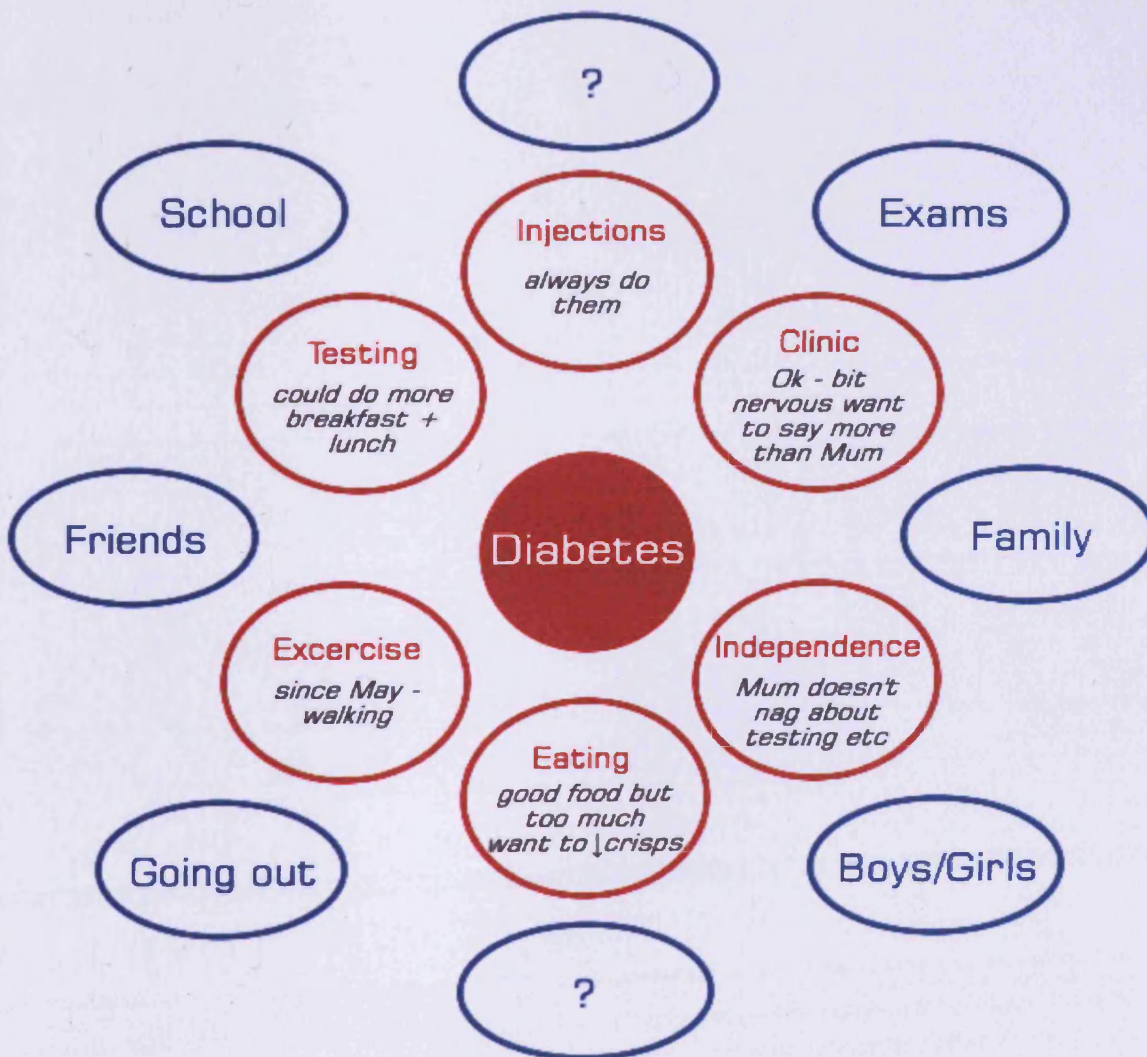 ?
School
Exams
Injections
always do
them
Testing
could do more
breakfast +
lunch
Clinic
Ok - bit
nervous want
to say more
than Mum
Friends
Diabetes
Family
Excercise
since May -
walking
Independence
Mum doesn't
nag about
testing etc
Eating
good food but
too much
want to ↓crisps
Going out
Boys/Girls
?